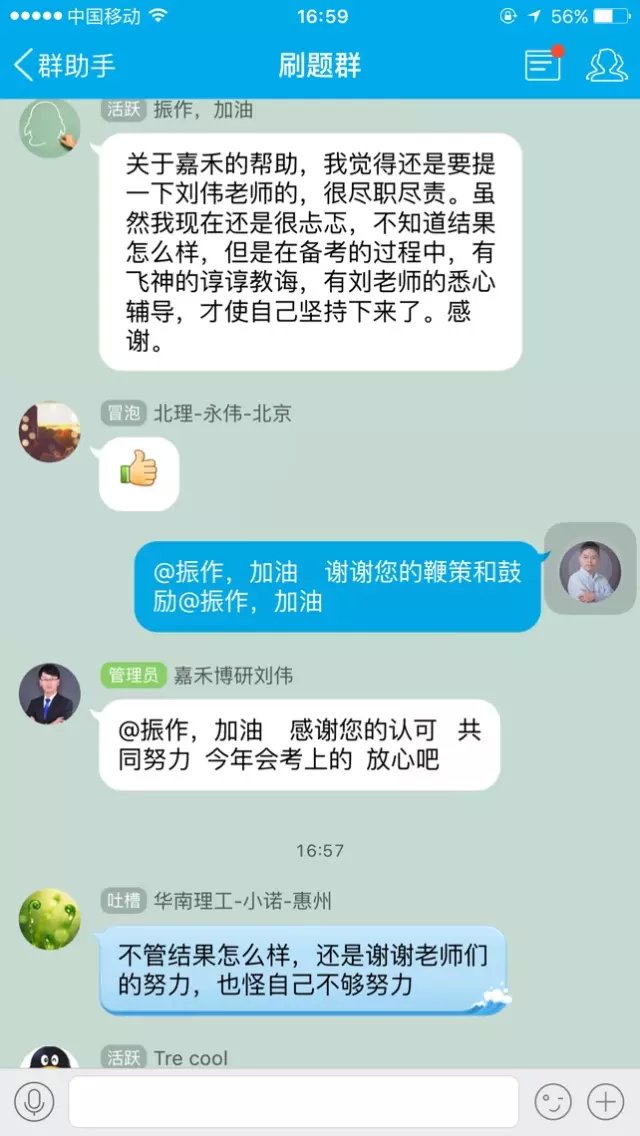 中国移动 16:59 56%
群助手 刷题群
活跃 振作，加油
关于嘉禾的帮助，我觉得还是要提
一下刘伟老师的，很尽职尽责。虽
然我现在还是很忐忑，不知道结果
怎么样，但是在备考的过程中，有
飞神的谆谆教诲，有刘老师的悉心
辅导，才使自己坚持下来了。感
谢。
冒泡 北理-永伟-北京
@振作，加油 谢谢您的鞭策和鼓
励@振作，加油
管理员 嘉禾博研刘伟
@振作，加油 感谢您的认可 共
同努力 今年会考上的 放心吧
16:57
吐槽 华南理工-小诺-惠州
不管结果怎么样，还是谢谢老师们
的努力，也怪自己不够努力
活跃 Tre cool